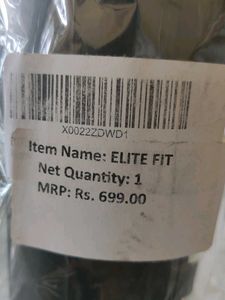 X0022ZDWD1
Item Name: ELITE FIT
Net Quantity: 1
MRP: Rs. 699.00